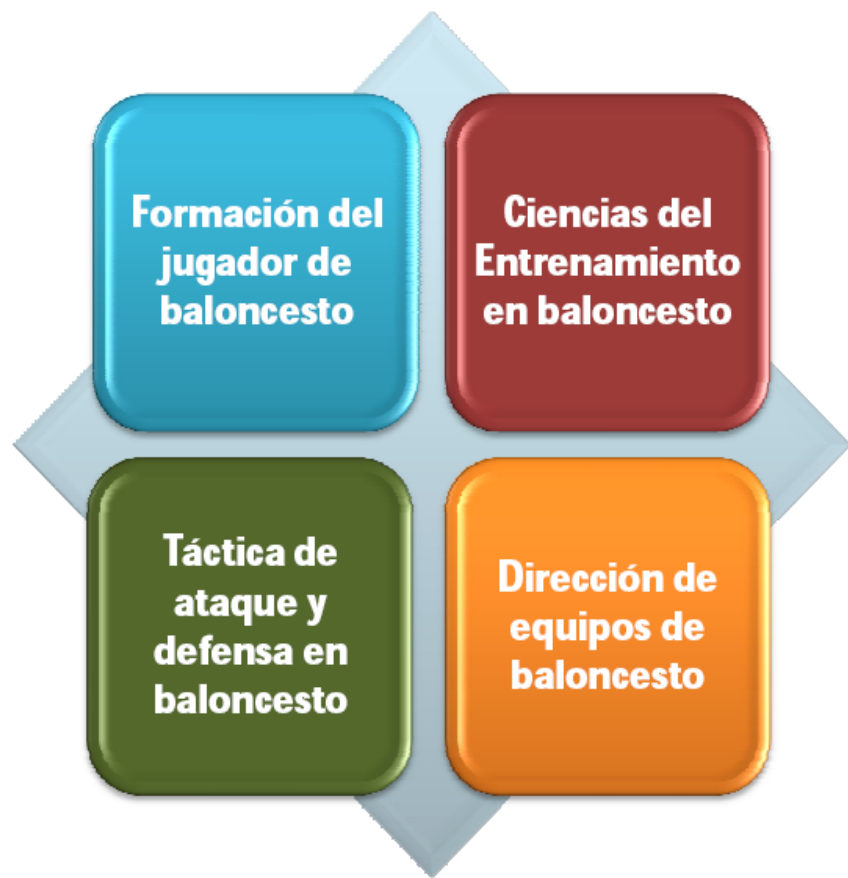 Formación del
jugador de
baloncesto
Ciencias del
Entrenamiento
en baloncesto
Táctica de
ataque y
defensa en
baloncesto
Dirección de
equipos de
baloncesto